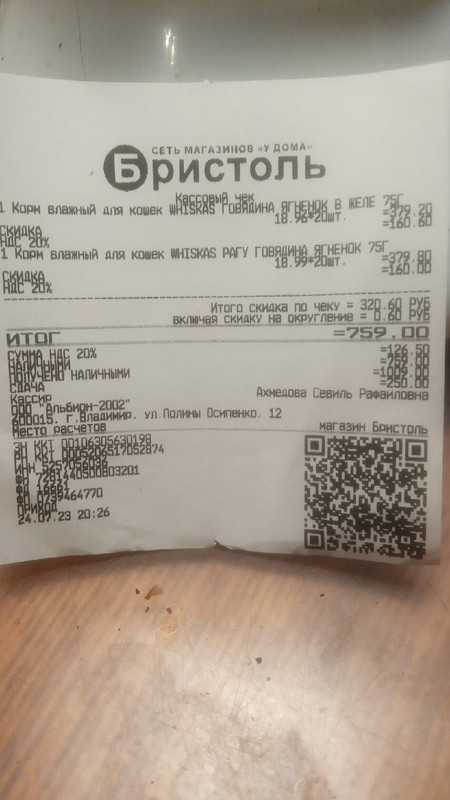 СЕТЬ МАГАЗИНОВ «У ДОМА»
Бристоль
Кассовый чек
1 Корм влажный для кошек WHISKAS ГОВЯДИНА ЯГНЕНОК В ЖЕЛЕ 75Г
18.96*20шт. =379.20
СКИДКА =160.60
НДС 20%
1 Корм влажный для кошек WHISKAS РАГУ ГОВЯДИНА ЯГНЕНОК 75Г
18.99*20шт. =379.80
СКИДКА =160.00
НДС 20%
Итого скидка по чеку = 320.60 РУБ
включая скидку на округление = 0.60 РУБ
ИТОГ =759.00
СУММА НДС 20% =126.50
НАЛИЧНЫМИ =759.00
ПОЛУЧЕНО НАЛИЧНЫМИ =1009.00
СДАЧА =250.00
Кассир Ахмедова Севиль Рафаиловна
ООО "Альбион-2002"
600015, г.Владимир, ул.Полины Осипенко, 12
Место расчетов магазин Бристоль
ЗН ККТ 00106305630198
РН ККТ 0005206517052874
ИНН 5257056036
ФН
ФД
ФП 0299464770
ПРИХОД
24.07.23 20:26